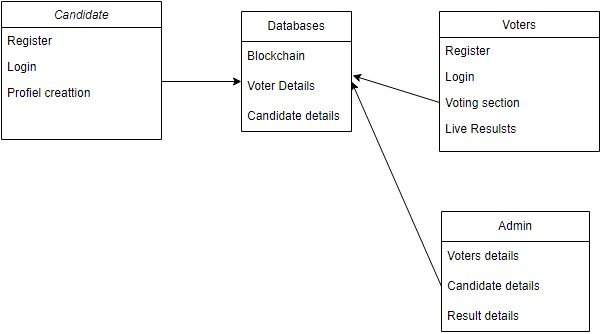 Candidate
Register
Login
Profiel creattion
Databases
Blockchain
Voter Details
Candidate details
Voters
Register
Login
Voting section
Live Resulsts
Admin
Voters details
Candidate details
Result details